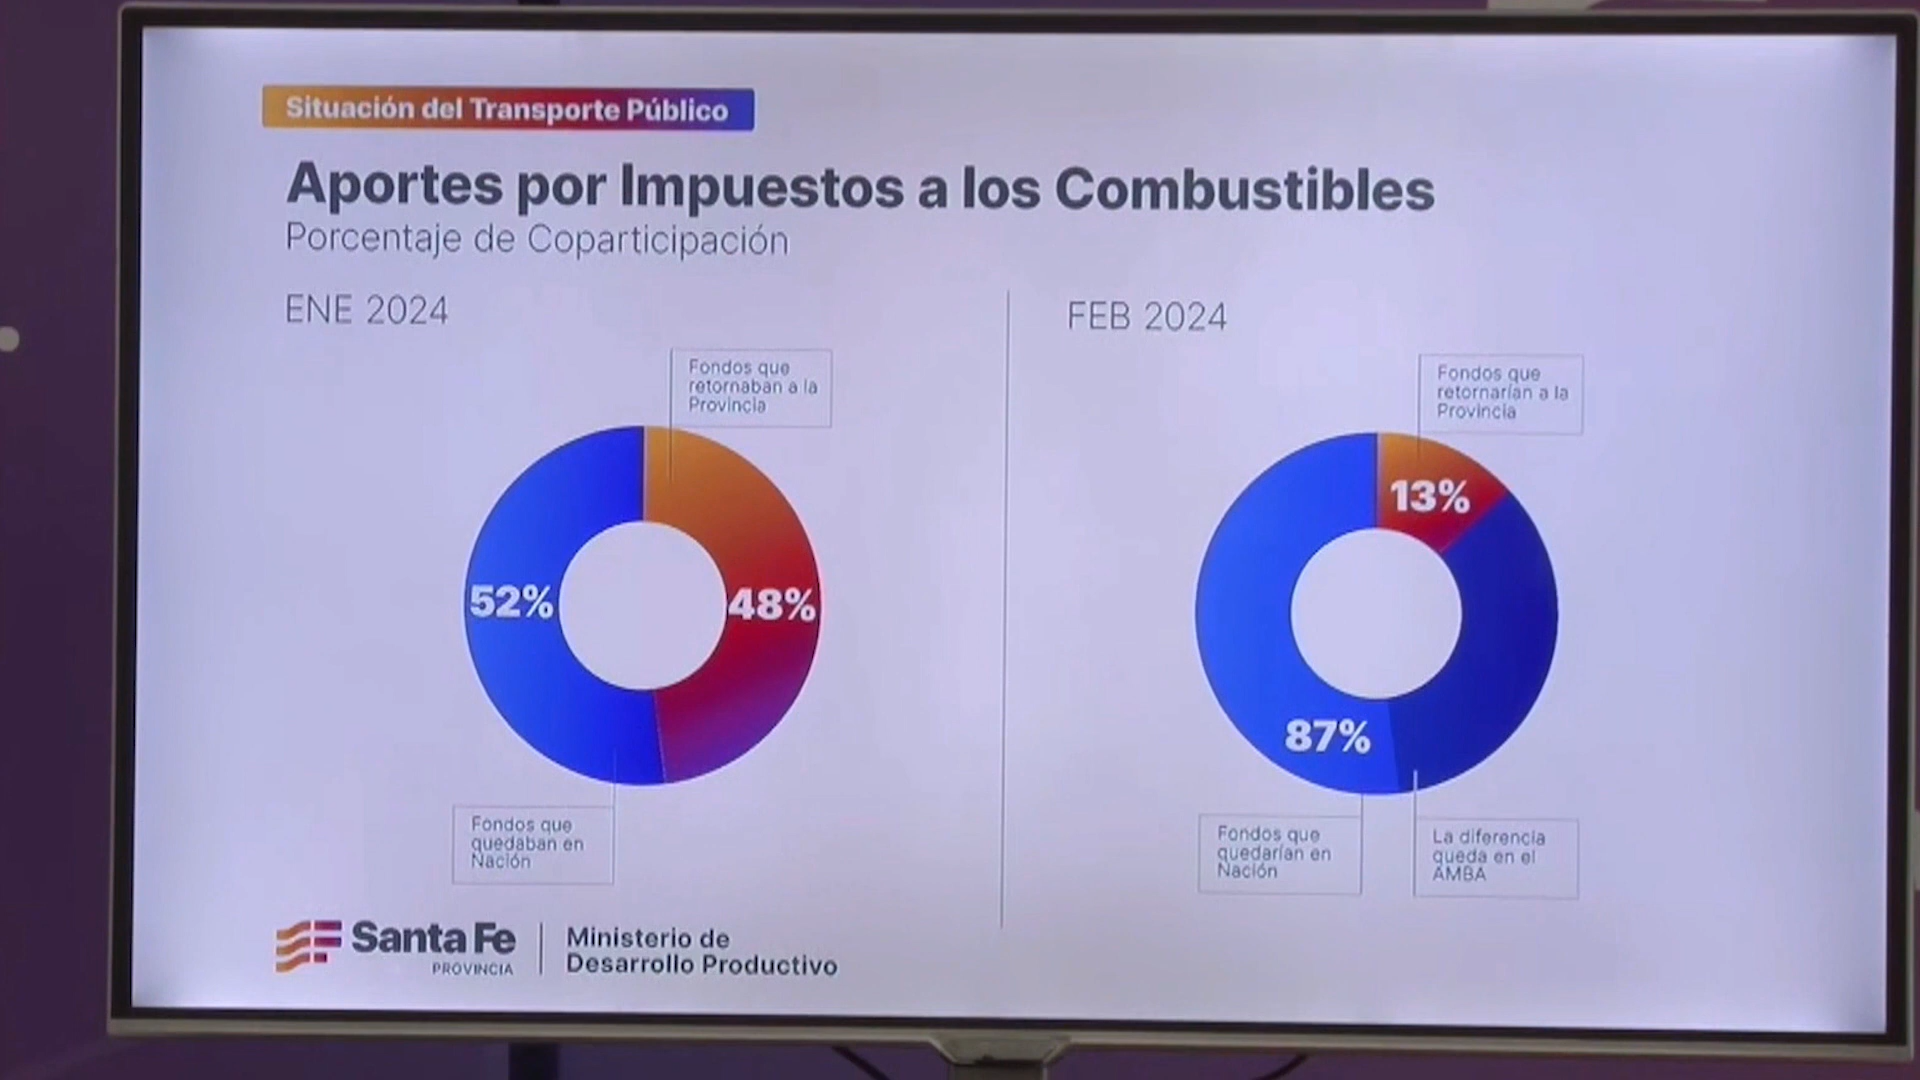 Situación del Transporte Público
Aportes por Impuestos a los Combustibles
Porcentaje de Coparticipación
ENE 2024
Fondos que
retornaban a la
Provincia
52%
48%
Fondos que
quedaban en
Nación
FEB 2024
Fondos que
retornarían a la
Provincia
13%
87%
Fondos que
quedarían en
Nación
La diferencia
queda en el
AMBA
Santa Fe
PROVINCIA
Ministerio de
Desarrollo Productivo